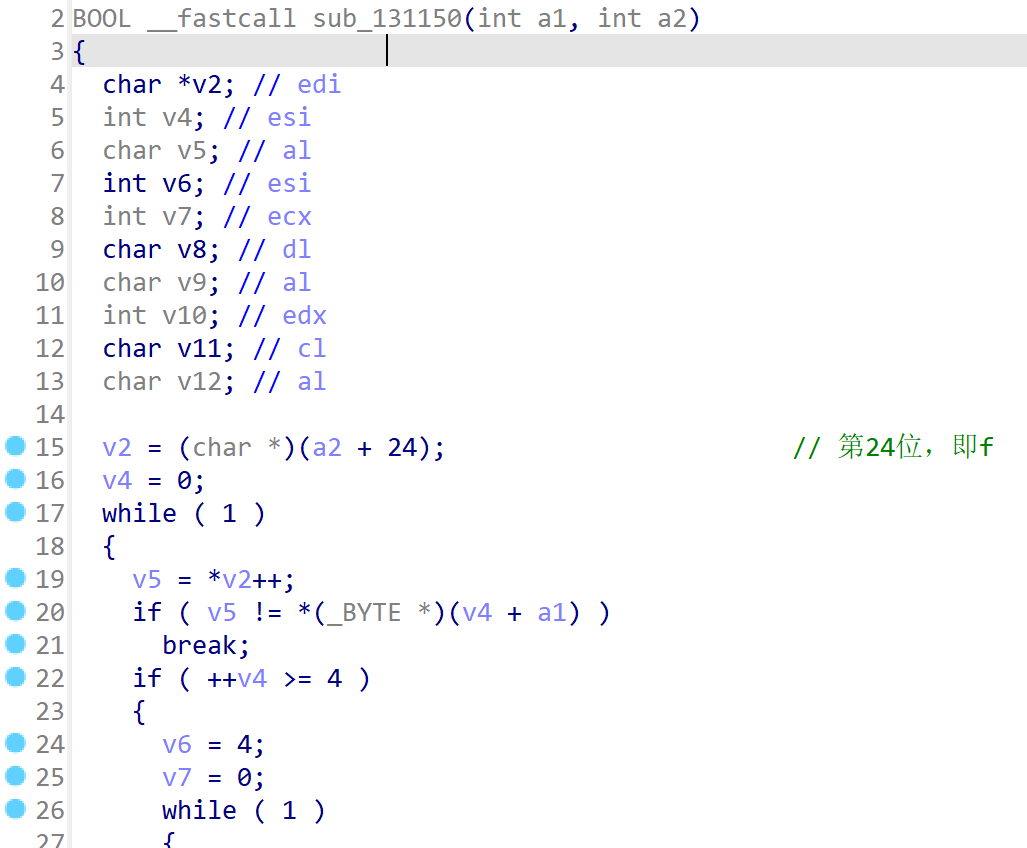 2 BOOL __fastcall sub_131150(int a1, int a2)
3 {
4   char *v2; // edi
5   int v4; // esi
6   char v5; // al
7   int v6; // esi
8   int v7; // ecx
9   char v8; // dl
10   char v9; // al
11   int v10; // edx
12   char v11; // cl
13   char v12; // al
14
15   v2 = (char *)(a2 + 24); // 第24位，即f
16   v4 = 0;
17   while ( 1 )
18   {
19     v5 = *v2++;
20     if ( v5 != *(_BYTE *)(v4 + a1) )
21       break;
22     if ( ++v4 >= 4 )
23     {
24       v6 = 4;
25       v7 = 0;
26       while ( 1 )
27       {